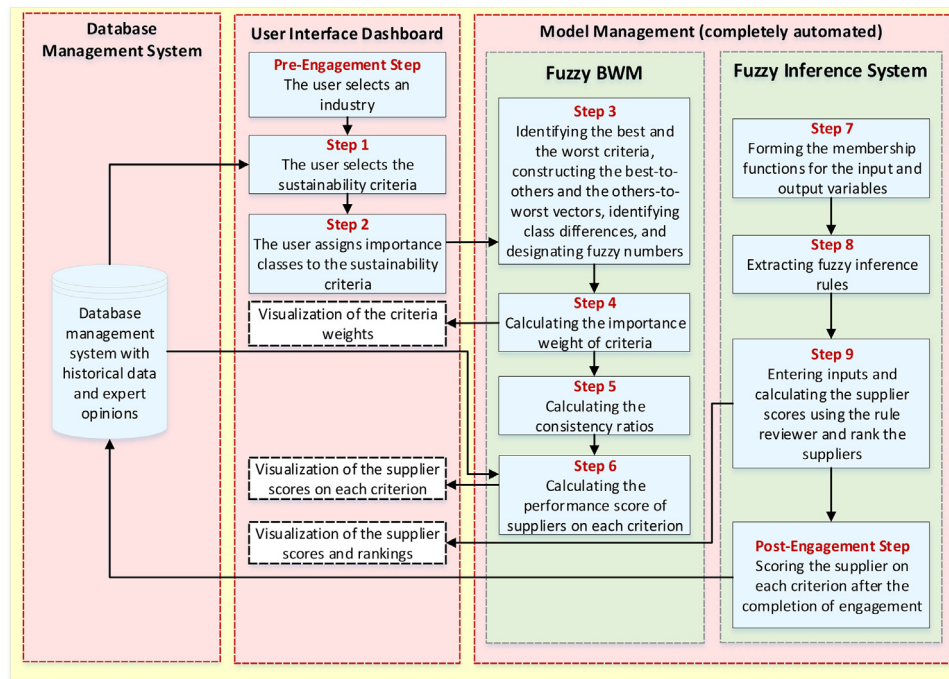 Database
Management System
Database
management
system with
historical data
and expert
opinions
User Interface Dashboard
Pre-Engagement Step
The user selects an
industry
Step 1
The user selects the
sustainability criteria
Step 2
The user assigns importance
classes to the sustainability
criteria
Visualization of the criteria
weights
Visualization of the supplier
scores on each criterion
Visualization of the supplier
scores and rankings
Model Management (completely automated)
Fuzzy BWM
Step 3
Identifying the best and
the worst criteria,
constructing the best-to-
others and the others-to-
worst vectors, identifying
class differences, and
designating fuzzy numbers
Step 4
Calculating the importance
weight of criteria
Step 5
Calculating the
consistency ratios
Step 6
Calculating the
performance score of
suppliers on each criterion
Fuzzy Inference System
Step 7
Forming the membership
functions for the input and
output variables
Step 8
Extracting fuzzy inference
rules
Step 9
Entering inputs and
calculating the supplier
scores using the rule
reviewer and rank the
suppliers
Post-Engagement Step
Scoring the supplier on
each criterion after the
completion of engagement